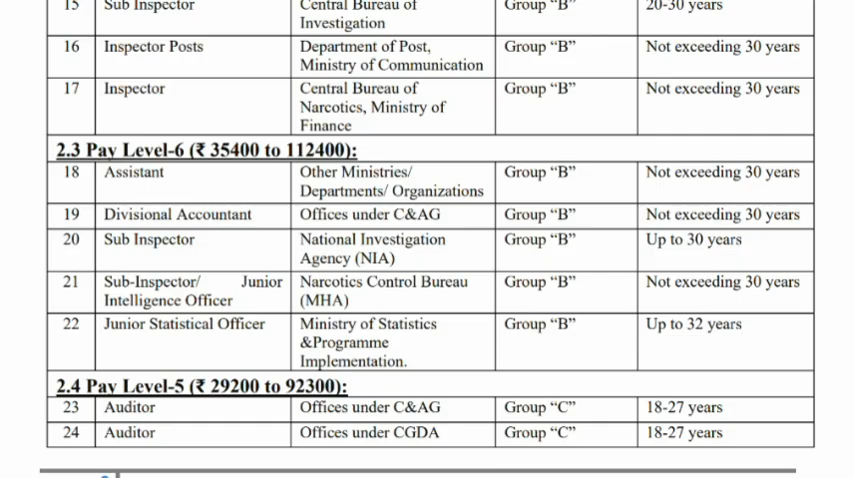 15 Sub Inspector Central Bureau of Group “B” 20-30 years
Investigation
16 Inspector Posts Department of Post, Group “B” Not exceeding 30 years
Ministry of Communication
17 Inspector Central Bureau of Group “B” Not exceeding 30 years
Narcotics, Ministry of
Finance
2.3 Pay Level-6 (₹ 35400 to 112400):
18 Assistant Other Ministries/ Group “B” Not exceeding 30 years
Departments/ Organizations
19 Divisional Accountant Offices under C&AG Group “B” Not exceeding 30 years
20 Sub Inspector National Investigation Group “B” Up to 30 years
Agency (NIA)
21 Sub-Inspector/ Junior Narcotics Control Bureau Group “B” Not exceeding 30 years
Intelligence Officer (MHA)
22 Junior Statistical Officer Ministry of Statistics Group “B” Up to 32 years
&Programme
Implementation.
2.4 Pay Level-5 (₹ 29200 to 92300):
23 Auditor Offices under C&AG Group “C” 18-27 years
24 Auditor Offices under CGDA Group “C” 18-27 years